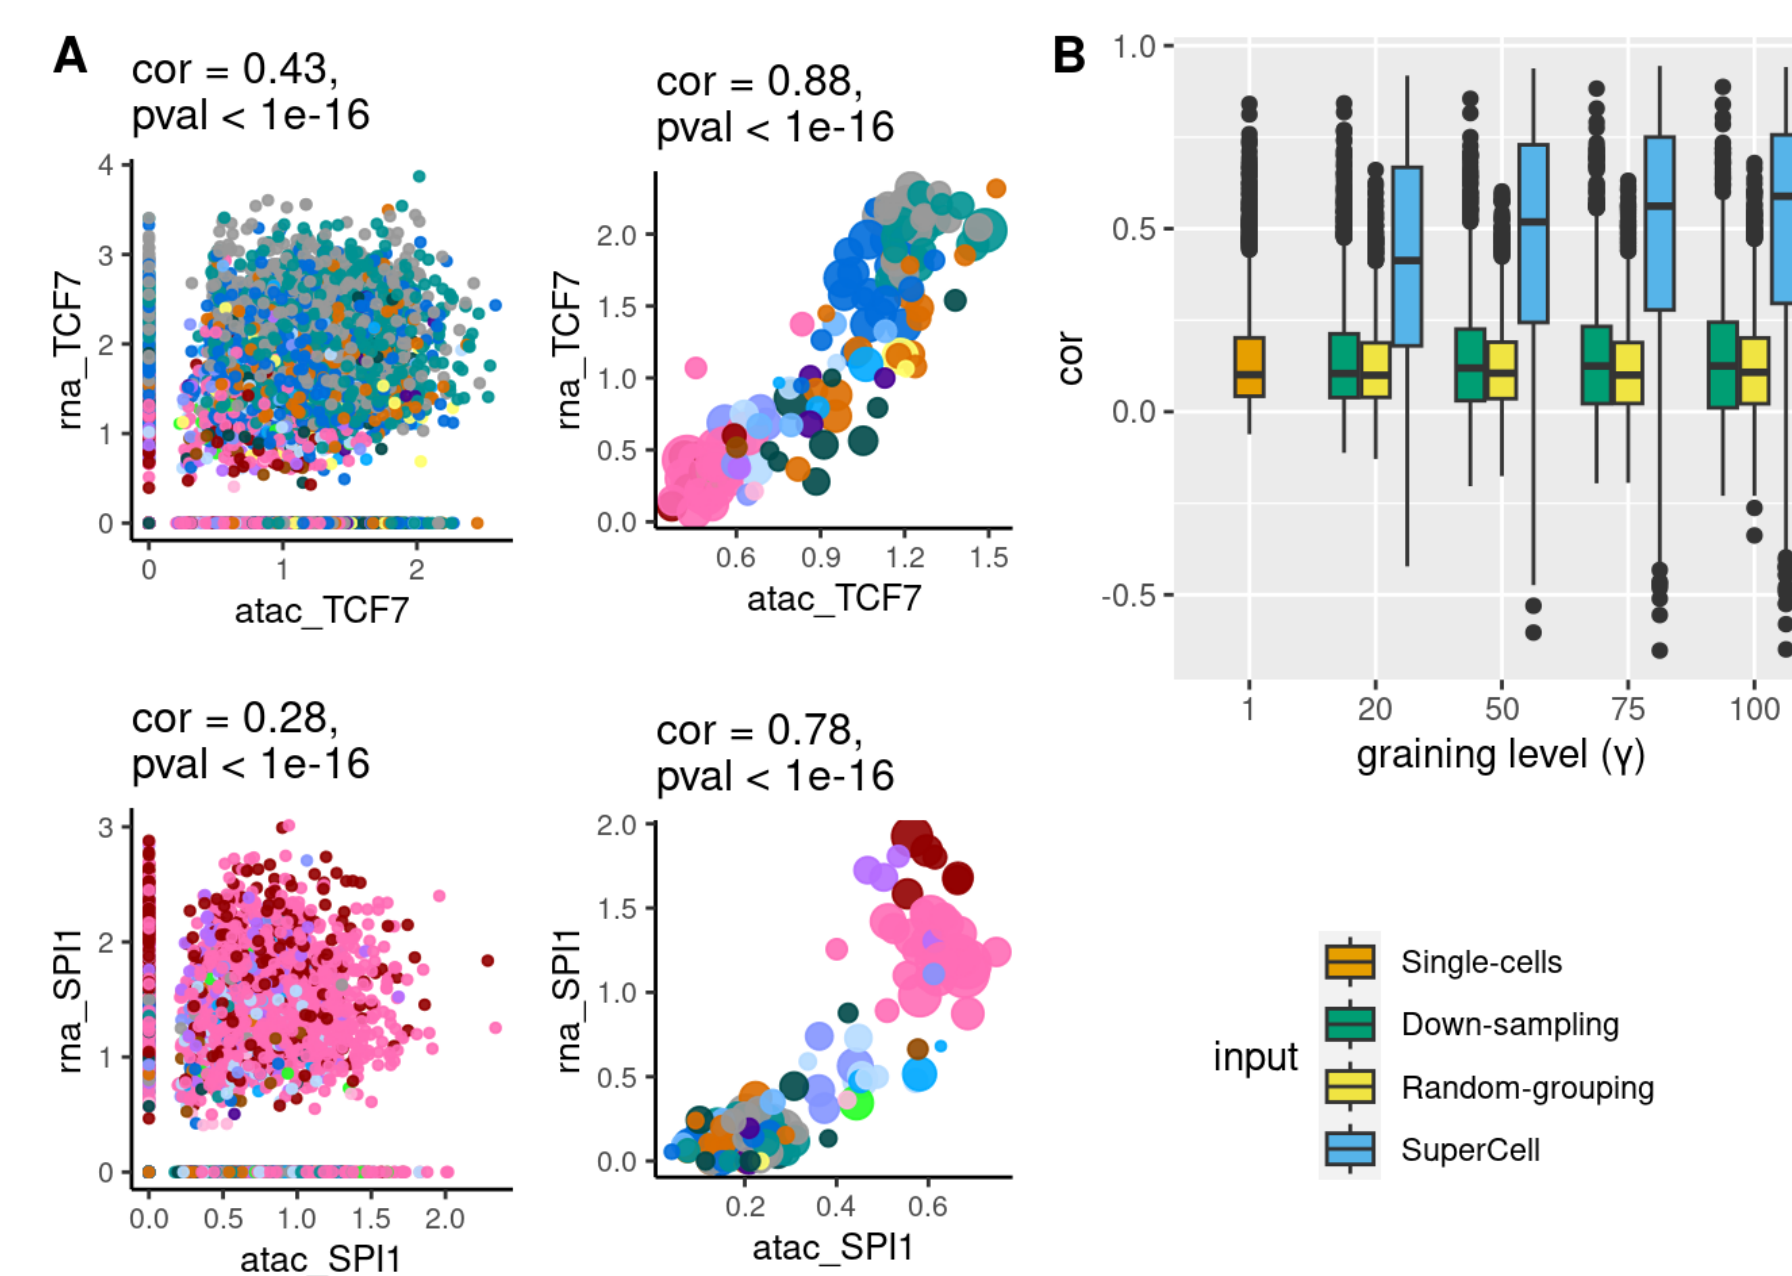 A
cor = 0.43,
pval < 1e-16
4
3
2
1
0
rna_TCF7
0
1
2
atac_TCF7
cor = 0.88,
pval < 1e-16
2.0
1.5
1.0
0.5
0.0
rna_TCF7
0.6
0.9
1.2
1.5
atac_TCF7
cor = 0.28,
pval < 1e-16
3
2
1
0
rna_SPI1
0.0
0.5
1.0
1.5
2.0
atac_SPI1
cor = 0.78,
pval < 1e-16
2.0
1.5
1.0
0.5
0.0
rna_SPI1
0.2
0.4
0.6
atac_SPI1
B
1.0
0.5
0.0
-0.5
cor
1
20
50
75
100
graining level (γ)
input
Single-cells
Down-sampling
Random-grouping
SuperCell